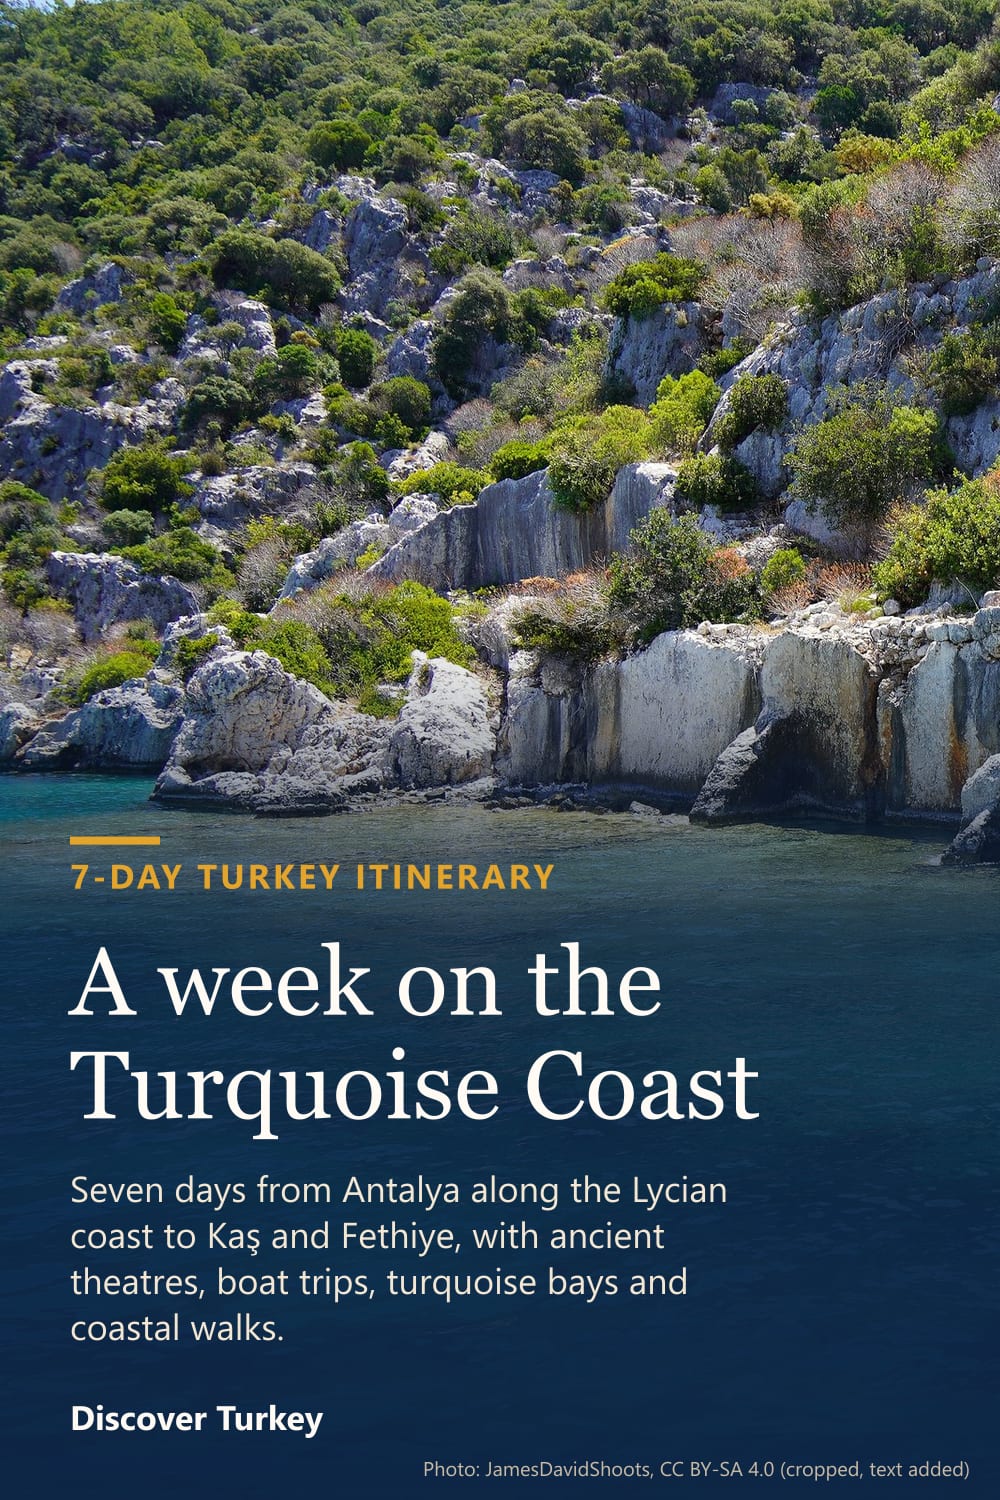 7-DAY TURKEY ITINERARY
A week on the
Turquoise Coast
Seven days from Antalya along the Lycian
coast to Kaş and Fethiye, with ancient
theatres, boat trips, turquoise bays and
coastal walks.
Discover Turkey
Photo: JamesDavidShoots, CC BY-SA 4.0 (cropped, text added)